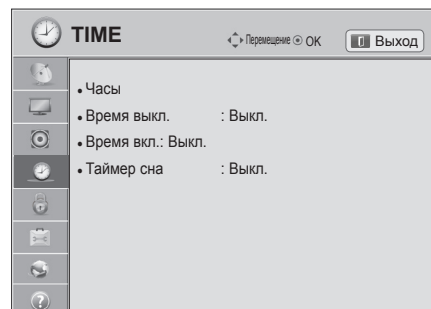 TIME Перемещение OK Выход
• Часы
• Время выкл. : Выкл.
• Время вкл.: Выкл.
• Таймер сна : Выкл.
?